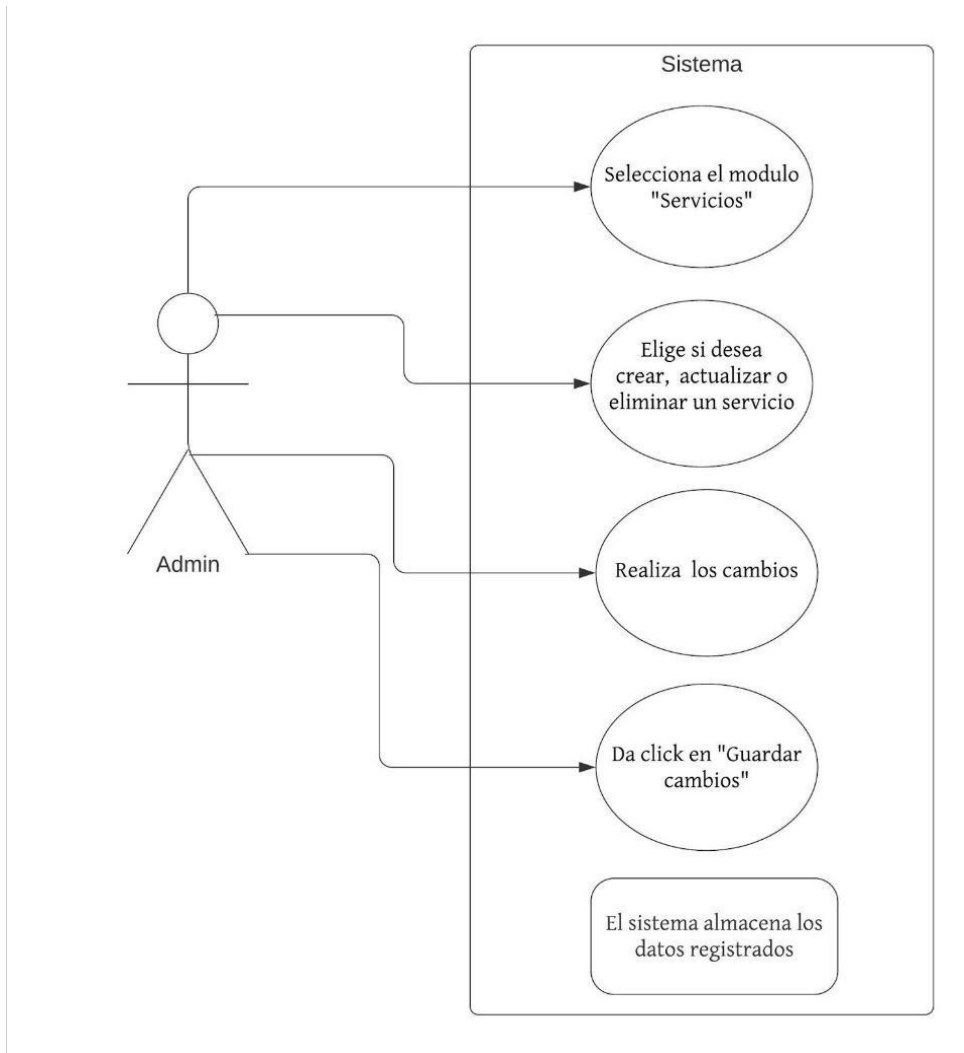 Sistema
Selecciona el modulo
"Servicios"
Elige si desea
crear, actualizar o
eliminar un servicio
Realiza los cambios
Admin
Da click en "Guardar
cambios"
El sistema almacena los
datos registrados